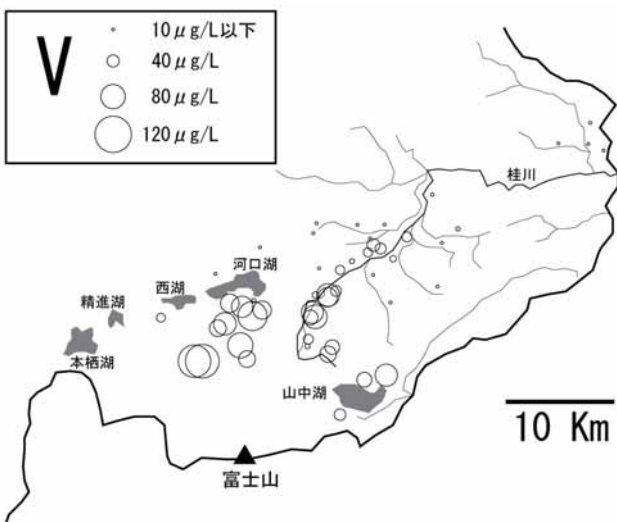 V
10μg/L以下
40μg/L
80μg/L
120μg/L
桂川
河口湖
西湖
精進湖
本栖湖
山中湖
10 Km
富士山